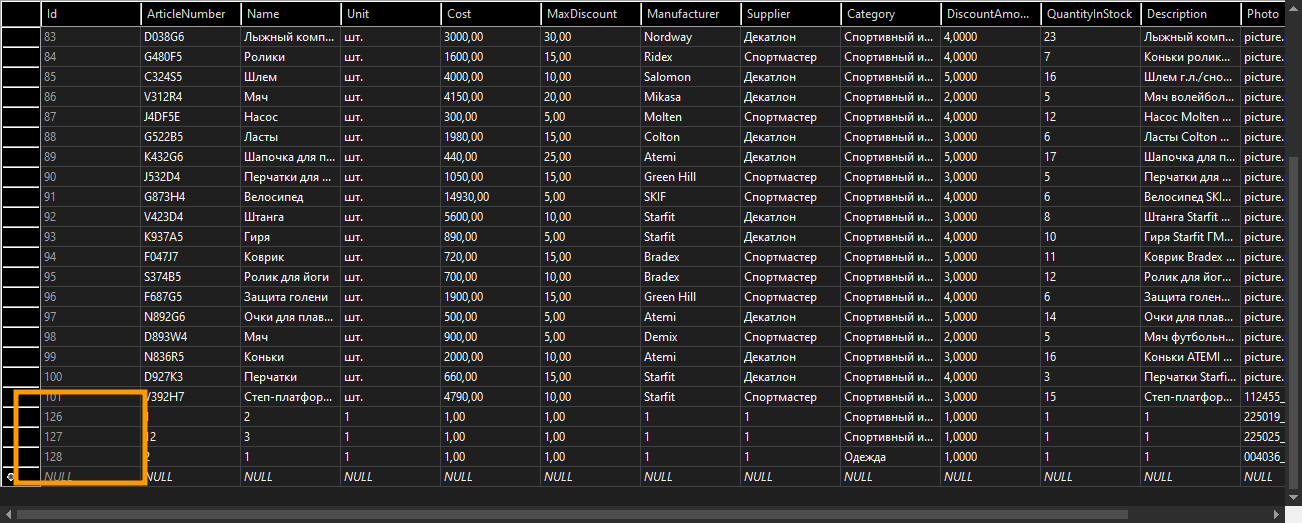 Id ArticleNumber Name Unit Cost MaxDiscount Manufacturer Supplier Category DiscountAmo... QuantityInStock Description Photo
83 D038G6 Лыжный комп... шт. 3000,00 30,00 Nordway Декатлон Спортивный и... 4,0000 23 Лыжный комп... picture.
84 G480F5 Ролики шт. 1600,00 15,00 Ridex Спортмастер Спортивный и... 4,0000 7 Коньки ролик... picture.
85 C324S5 Шлем шт. 4000,00 10,00 Salomon Декатлон Спортивный и... 5,0000 16 Шлем г.л./сно... picture.
86 V312R4 Мяч шт. 4150,00 20,00 Mikasa Декатлон Спортивный и... 2,0000 5 Мяч волейбол... picture.
87 J4DF5E Насос шт. 300,00 5,00 Molten Спортмастер Спортивный и... 4,0000 12 Насос Molten ... picture.
88 G522B5 Ласты шт. 1980,00 15,00 Colton Декатлон Спортивный и... 3,0000 6 Ласты Colton ... picture.
89 K432G6 Шапочка для п... шт. 440,00 25,00 Atemi Декатлон Спортивный и... 5,0000 17 Шапочка для п... picture.
90 J532D4 Перчатки для ... шт. 1050,00 15,00 Green Hill Спортмастер Спортивный и... 3,0000 5 Перчатки для ... picture.
91 G873H4 Велосипед шт. 14930,00 5,00 SKIF Спортмастер Спортивный и... 4,0000 6 Велосипед SKI... picture.
92 V423D4 Штанга шт. 5600,00 10,00 Starfit Декатлон Спортивный и... 3,0000 8 Штанга Starfit ... picture.
93 K937A5 Гиря шт. 890,00 5,00 Starfit Декатлон Спортивный и... 4,0000 10 Гиря Starfit ГМ... picture.
94 F047J7 Коврик шт. 720,00 15,00 Bradex Спортмастер Спортивный и... 5,0000 11 Коврик Bradex ... picture.
95 S374B5 Ролик для йоги шт. 700,00 10,00 Bradex Спортмастер Спортивный и... 3,0000 12 Ролик для йог... picture.
96 F687G5 Защита голени шт. 1900,00 15,00 Green Hill Спортмастер Спортивный и... 4,0000 6 Защита голен... picture.
97 N892G6 Очки для плав... шт. 500,00 5,00 Atemi Декатлон Спортивный и... 5,0000 14 Очки для плав... picture.
98 D893W4 Мяч шт. 900,00 5,00 Demix Спортмастер Спортивный и... 2,0000 5 Мяч футбольн... picture.
99 N836R5 Коньки шт. 2000,00 10,00 Atemi Декатлон Спортивный и... 3,0000 16 Коньки ATEMI ... picture.
100 D927K3 Перчатки шт. 660,00 15,00 Starfit Декатлон Спортивный и... 4,0000 3 Перчатки Starfi... picture.
101 V392H7 Степ-платфор... шт. 4790,00 10,00 Starfit Спортмастер Спортивный и... 3,0000 15 Степ-платфор... 112455_
126 1 2 1 1,00 1,00 1 1 Спортивный и... 1,0000 1 1 225019_
127 12 3 1 1,00 1,00 1 1 Спортивный и... 1,0000 1 1 225025_
128 2 1 1 1,00 1,00 1 1 Одежда 1,0000 1 1 004036_
NULL NULL NULL NULL NULL NULL NULL NULL NULL NULL NULL NULL NULL